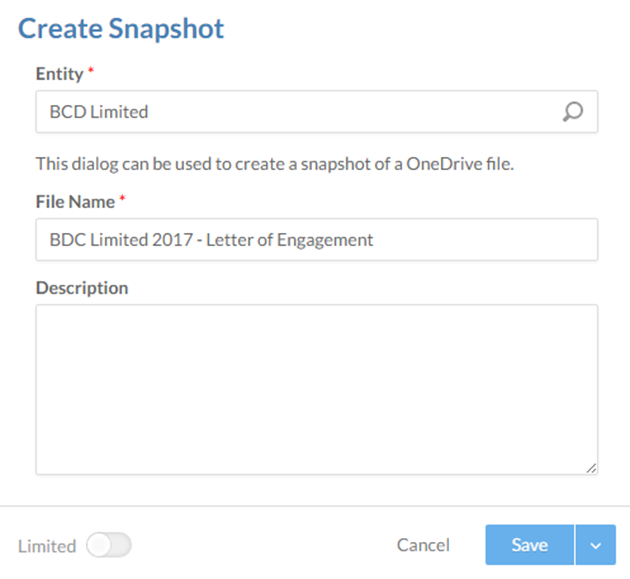 Create Snapshot
Entity *
BCD Limited
This dialog can be used to create a snapshot of a OneDrive file.
File Name *
BDC Limited 2017 - Letter of Engagement
Description
Limited Cancel Save